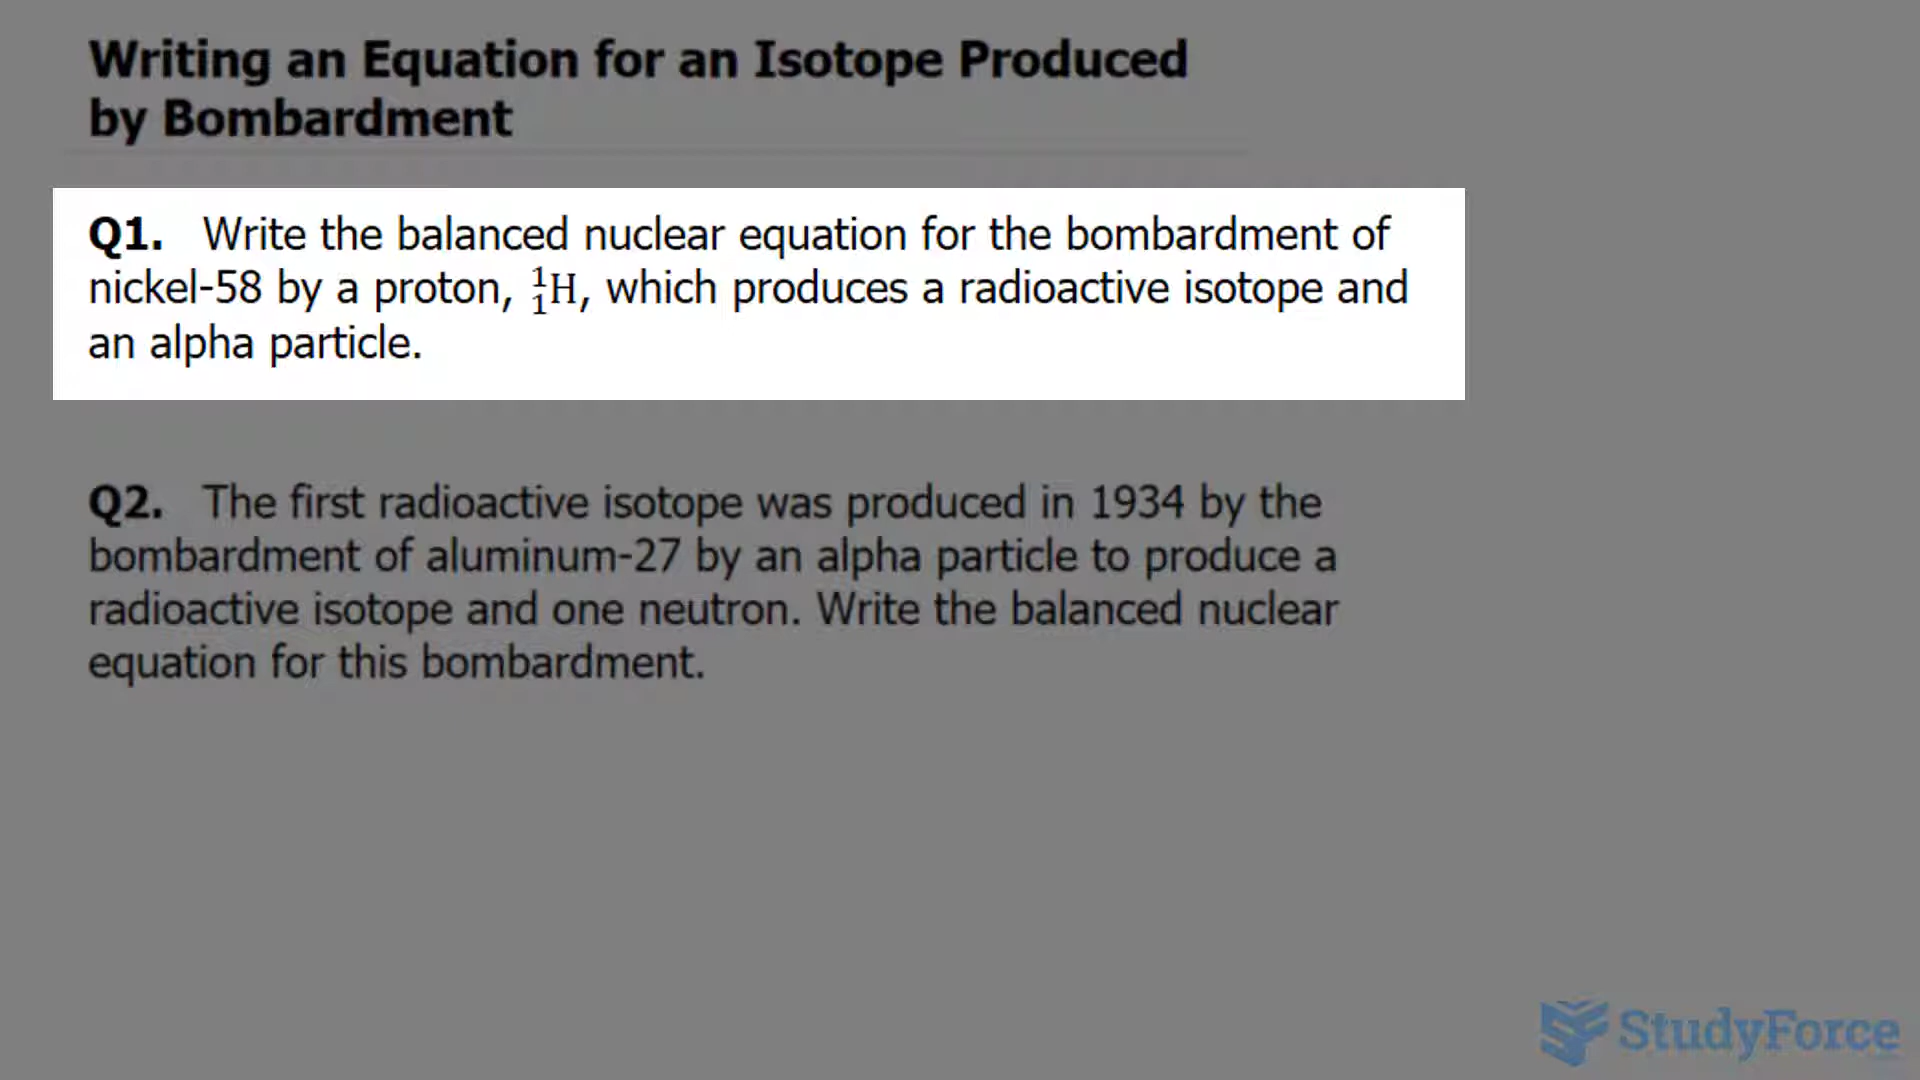 Writing an Equation for an Isotope Produced
by Bombardment
Q1. Write the balanced nuclear equation for the bombardment of
nickel-58 by a proton, ¹₁H, which produces a radioactive isotope and
an alpha particle.
Q2. The first radioactive isotope was produced in 1934 by the
bombardment of aluminum-27 by an alpha particle to produce a
radioactive isotope and one neutron. Write the balanced nuclear
equation for this bombardment.
StudyForce